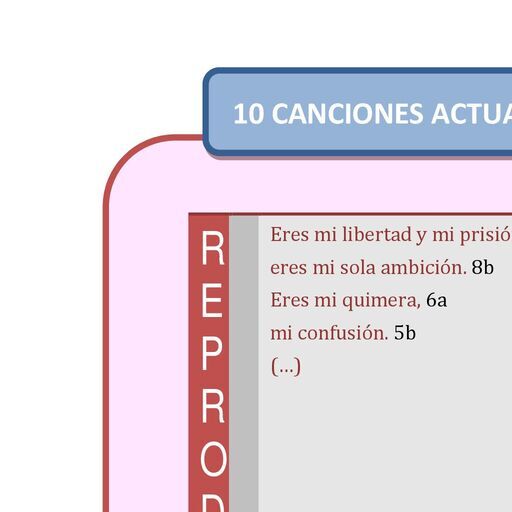 10 CANCIONES ACTUA
Eres mi libertad y mi prisió
eres mi sola ambición. 8b
Eres mi quimera, 6a
mi confusión. 5b
(...)
R
E
P
R
O
D